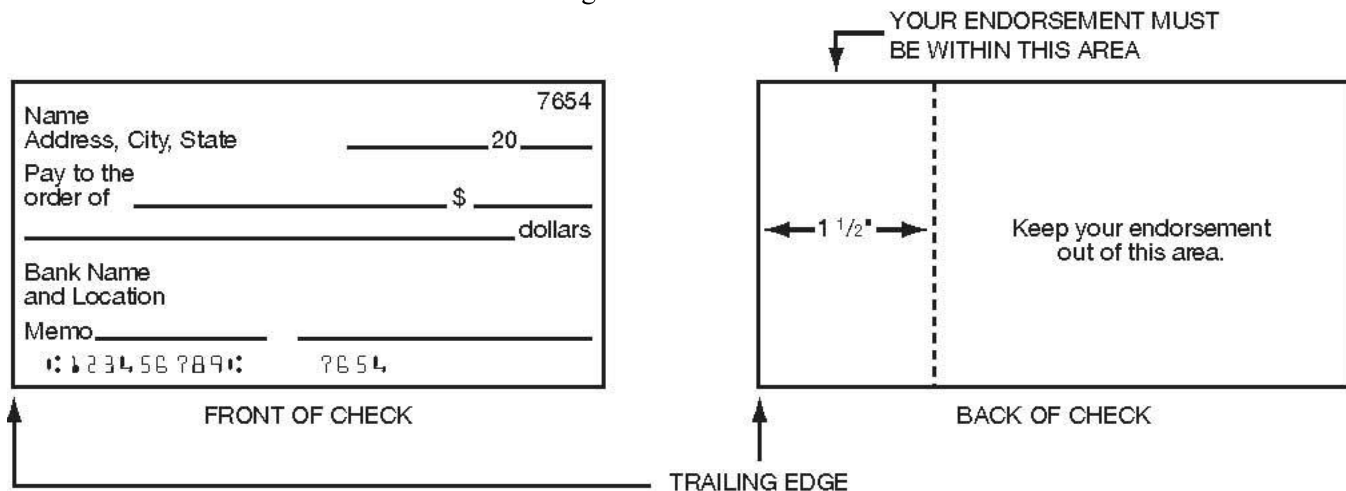 YOUR ENDORSEMENT MUST
BE WITHIN THIS AREA
7654
Name
Address, City, State 20
Pay to the
order of $
dollars
Bank Name
and Location
Memo
⑆123456789⑆ 7654
FRONT OF CHECK
1 1/2"
Keep your endorsement
out of this area.
BACK OF CHECK
TRAILING EDGE